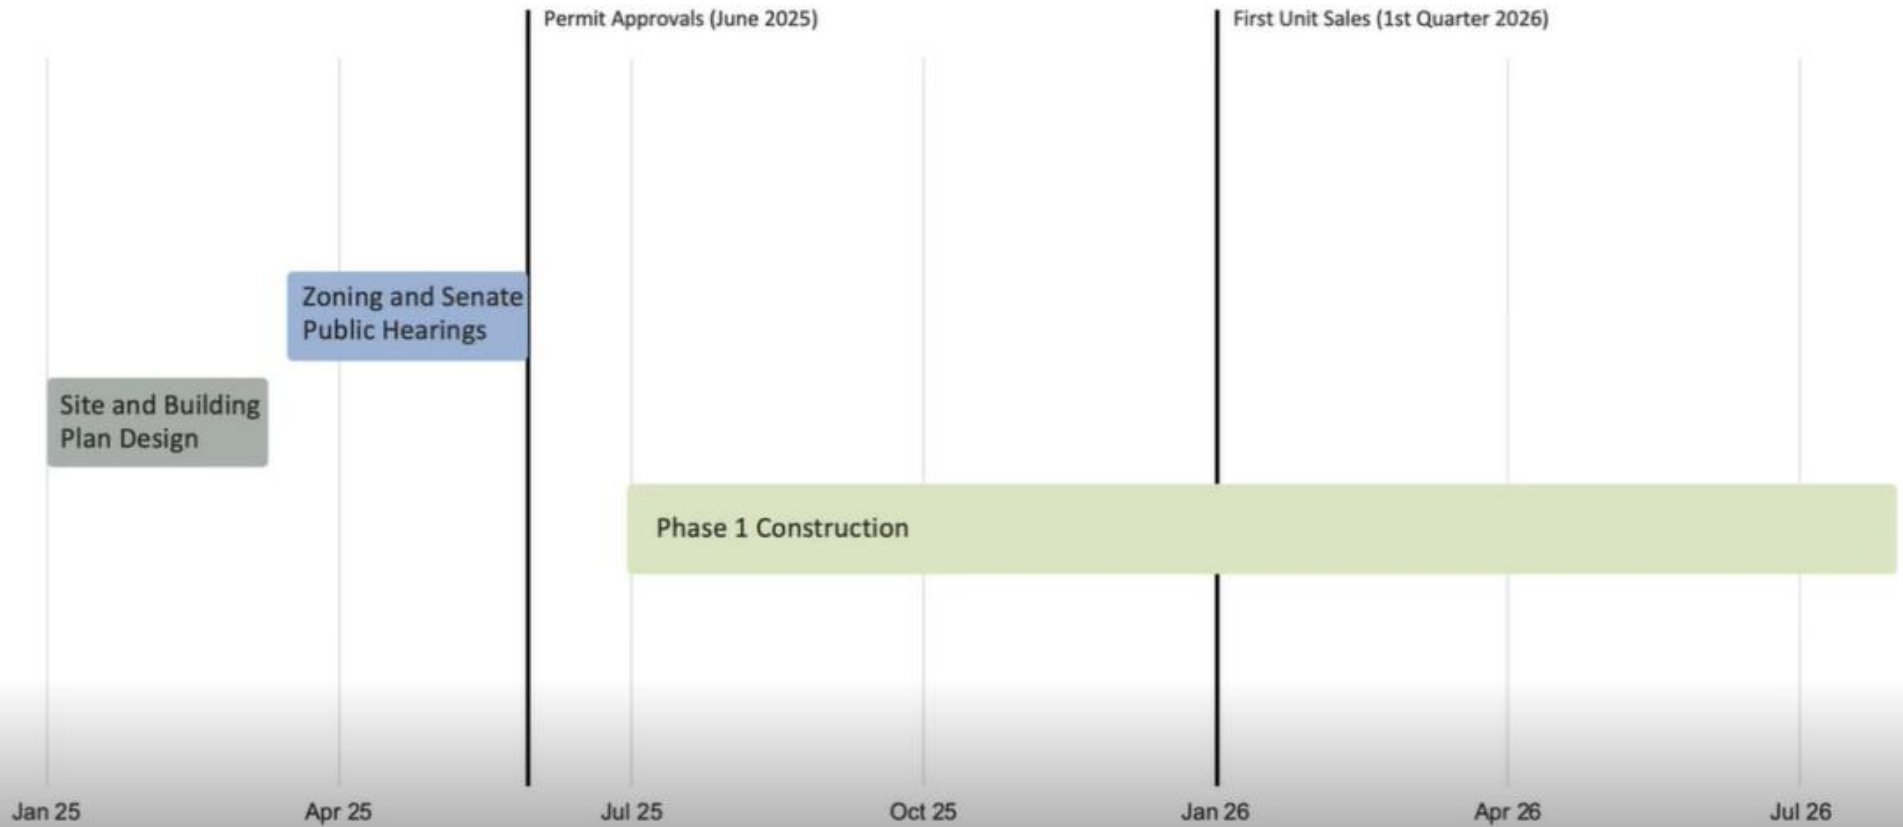 Permit Approvals (June 2025)
First Unit Sales (1st Quarter 2026)
Zoning and Senate
Public Hearings
Site and Building
Plan Design
Phase 1 Construction
Jan 25
Apr 25
Jul 25
Oct 25
Jan 26
Apr 26
Jul 26